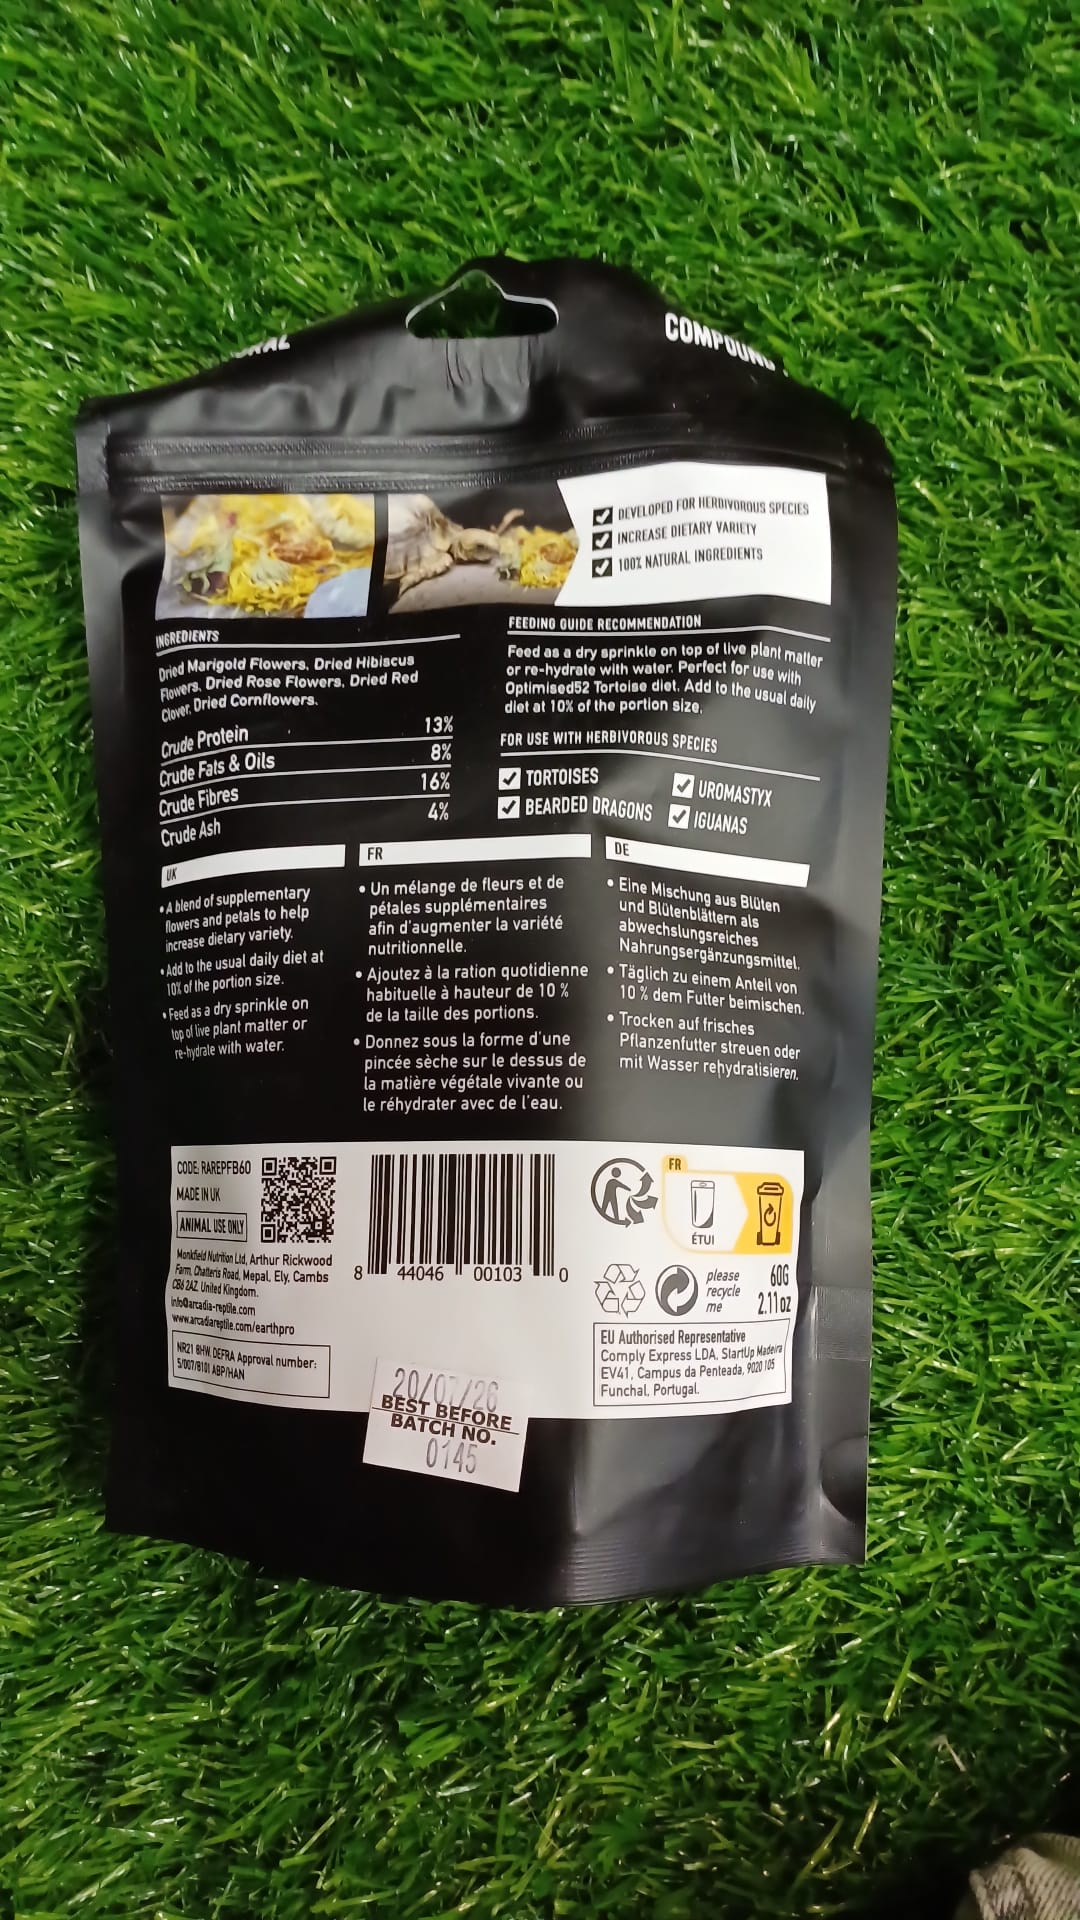 COMPOUN
DEVELOPED FOR HERBIVOROUS SPECIES
INCREASE DIETARY VARIETY
100% NATURAL INGREDIENTS
INGREDIENTS
Dried Marigold Flowers, Dried Hibiscus
Flowers, Dried Rose Flowers, Dried Red
Clover, Dried Cornflowers.
Crude Protein 13%
Crude Fats & Oils 8%
Crude Fibres 16%
Crude Ash 4%
FEEDING GUIDE RECOMMENDATION
Feed as a dry sprinkle on top of live plant matter
or re-hydrate with water. Perfect for use with
Optimised52 Tortoise diet. Add to the usual daily
diet at 10% of the portion size.
FOR USE WITH HERBIVOROUS SPECIES
TORTOISES
BEARDED DRAGONS
UROMASTYX
IGUANAS
UK
• A blend of supplementary
flowers and petals to help
increase dietary variety.
• Add to the usual daily diet at
10% of the portion size.
• Feed as a dry sprinkle on
top of live plant matter or
re-hydrate with water.
FR
• Un mélange de fleurs et de
pétales supplémentaires
afin d'augmenter la variété
nutritionnelle.
• Ajoutez à la ration quotidienne
habituelle à hauteur de 10 %
de la taille des portions.
• Donnez sous la forme d'une
pincée sèche sur le dessus de
la matière végétale vivante ou
le réhydrater avec de l'eau.
DE
• Eine Mischung aus Blüten
und Blütenblättern als
abwechslungsreiches
Nahrungsergänzungsmittel.
• Täglich zu einem Anteil von
10 % dem Futter beimischen.
• Trocken auf frisches
Pflanzenfutter streuen oder
mit Wasser rehydratisieren.
CODE: RAREPFB60
MADE IN UK
ANIMAL USE ONLY
Monkfield Nutrition Ltd, Arthur Rickwood
Farm, Chatteris Road, Mepal, Ely, Cambs
CB6 2AZ. United Kingdom.
info@arcadia-reptile.com
www.arcadiareptile.com/earthpro
NR21 8HW. DEFRA Approval number:
5/007/8101 ABP/HAN
8 44046 00103 0
FR
ÉTUI
please
recycle
me
60G
2.11oz
EU Authorised Representative
Comply Express LDA, StartUp Madeira
EV41, Campus da Penteada, 9020 105
Funchal, Portugal.
20/07/26
BEST BEFORE
BATCH NO.
0145